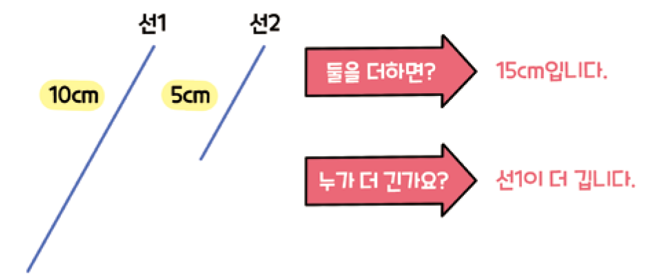 선1
선2
10cm
5cm
둘을 더하면?
15cm입니다.
누가 더 긴가요?
선1이 더 깁니다.